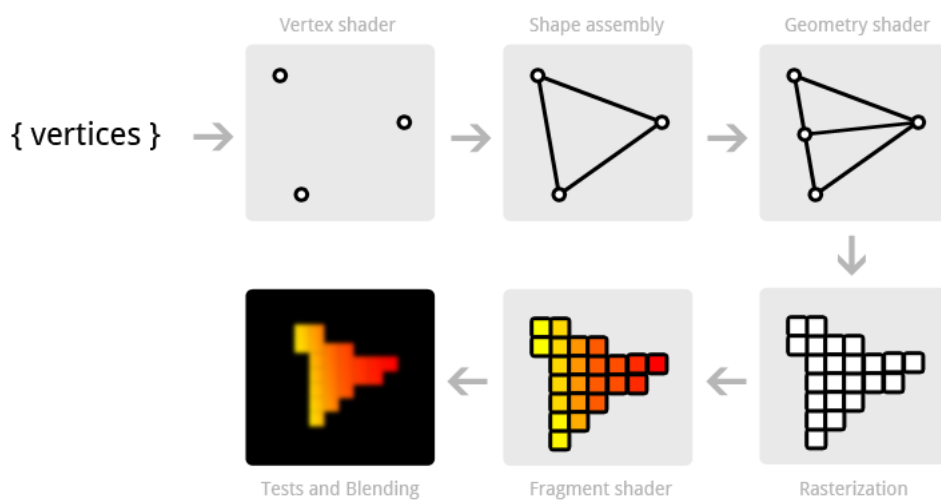 Vertex shader
Shape assembly
Geometry shader
{ vertices }
Tests and Blending
Fragment shader
Rasterization